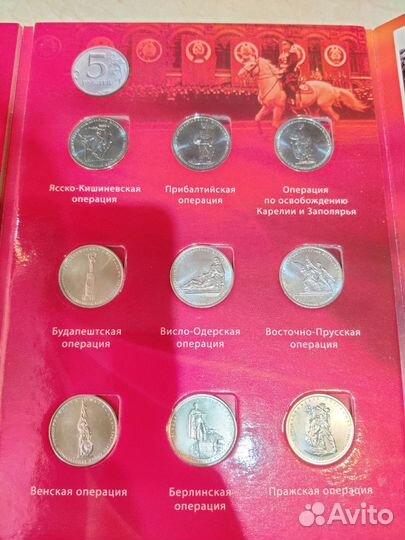 5
РУБЛЕЙ
Ясско-Кишиневская
операция
Прибалтийская
операция
Операция
по освобождению
Карелии и Заполярья
Будапештская
операция
Висло-Одерская
операция
Восточно-Прусская
операция
Венская операция
Берлинская
операция
Пражская операция
Avito